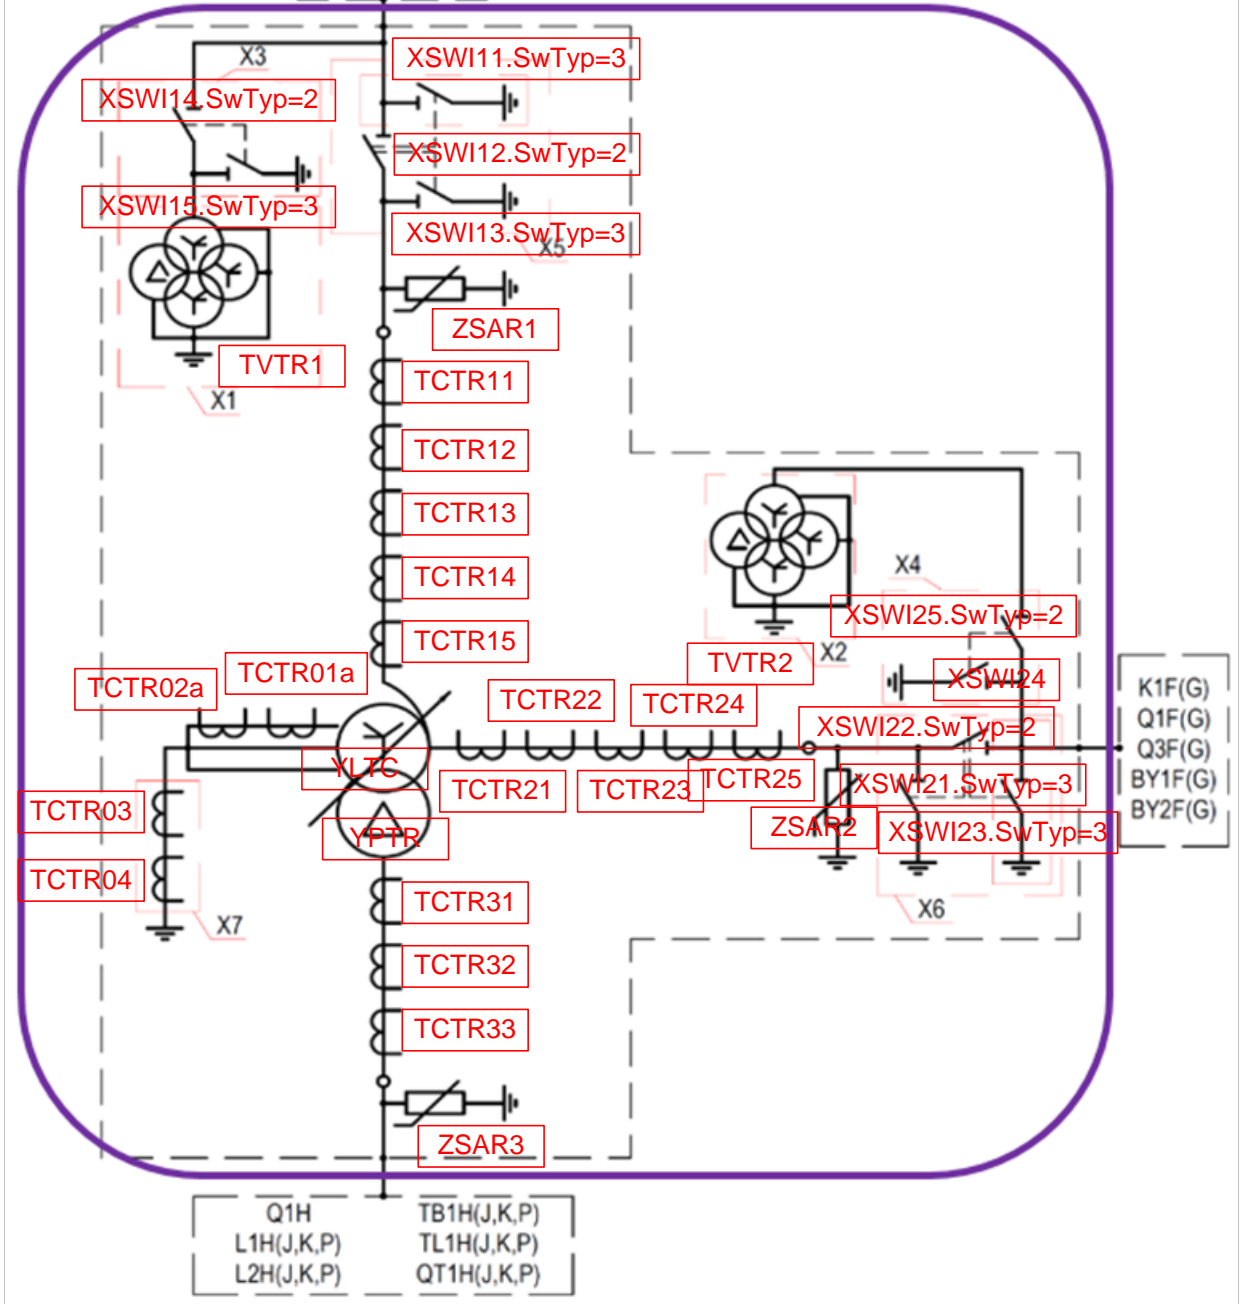 X3
XSWI11.SwTyp=3
XSWI14.SwTyp=2
XSWI12.SwTyp=2
XSWI15.SwTyp=3
XSWI13.SwTyp=3
X5
ZSAR1
TVTR1
X1
TCTR11
TCTR12
TCTR13
TCTR14
X4
XSWI25.SwTyp=2
TCTR15
X2
TVTR2
TCTR01a
TCTR02a
XSWI24
TCTR22
TCTR24
XSWI22.SwTyp=2
K1F(G)
Q1F(G)
Q3F(G)
BY1F(G)
BY2F(G)
YLTC
TCTR21
TCTR23
TCTR25
XSWI21.SwTyp=3
TCTR03
YPTR
ZSAR2
XSWI23.SwTyp=3
TCTR04
TCTR31
X6
X7
TCTR32
TCTR33
ZSAR3
Q1H
TB1H(J,K,P)
L1H(J,K,P)
TL1H(J,K,P)
L2H(J,K,P)
QT1H(J,K,P)